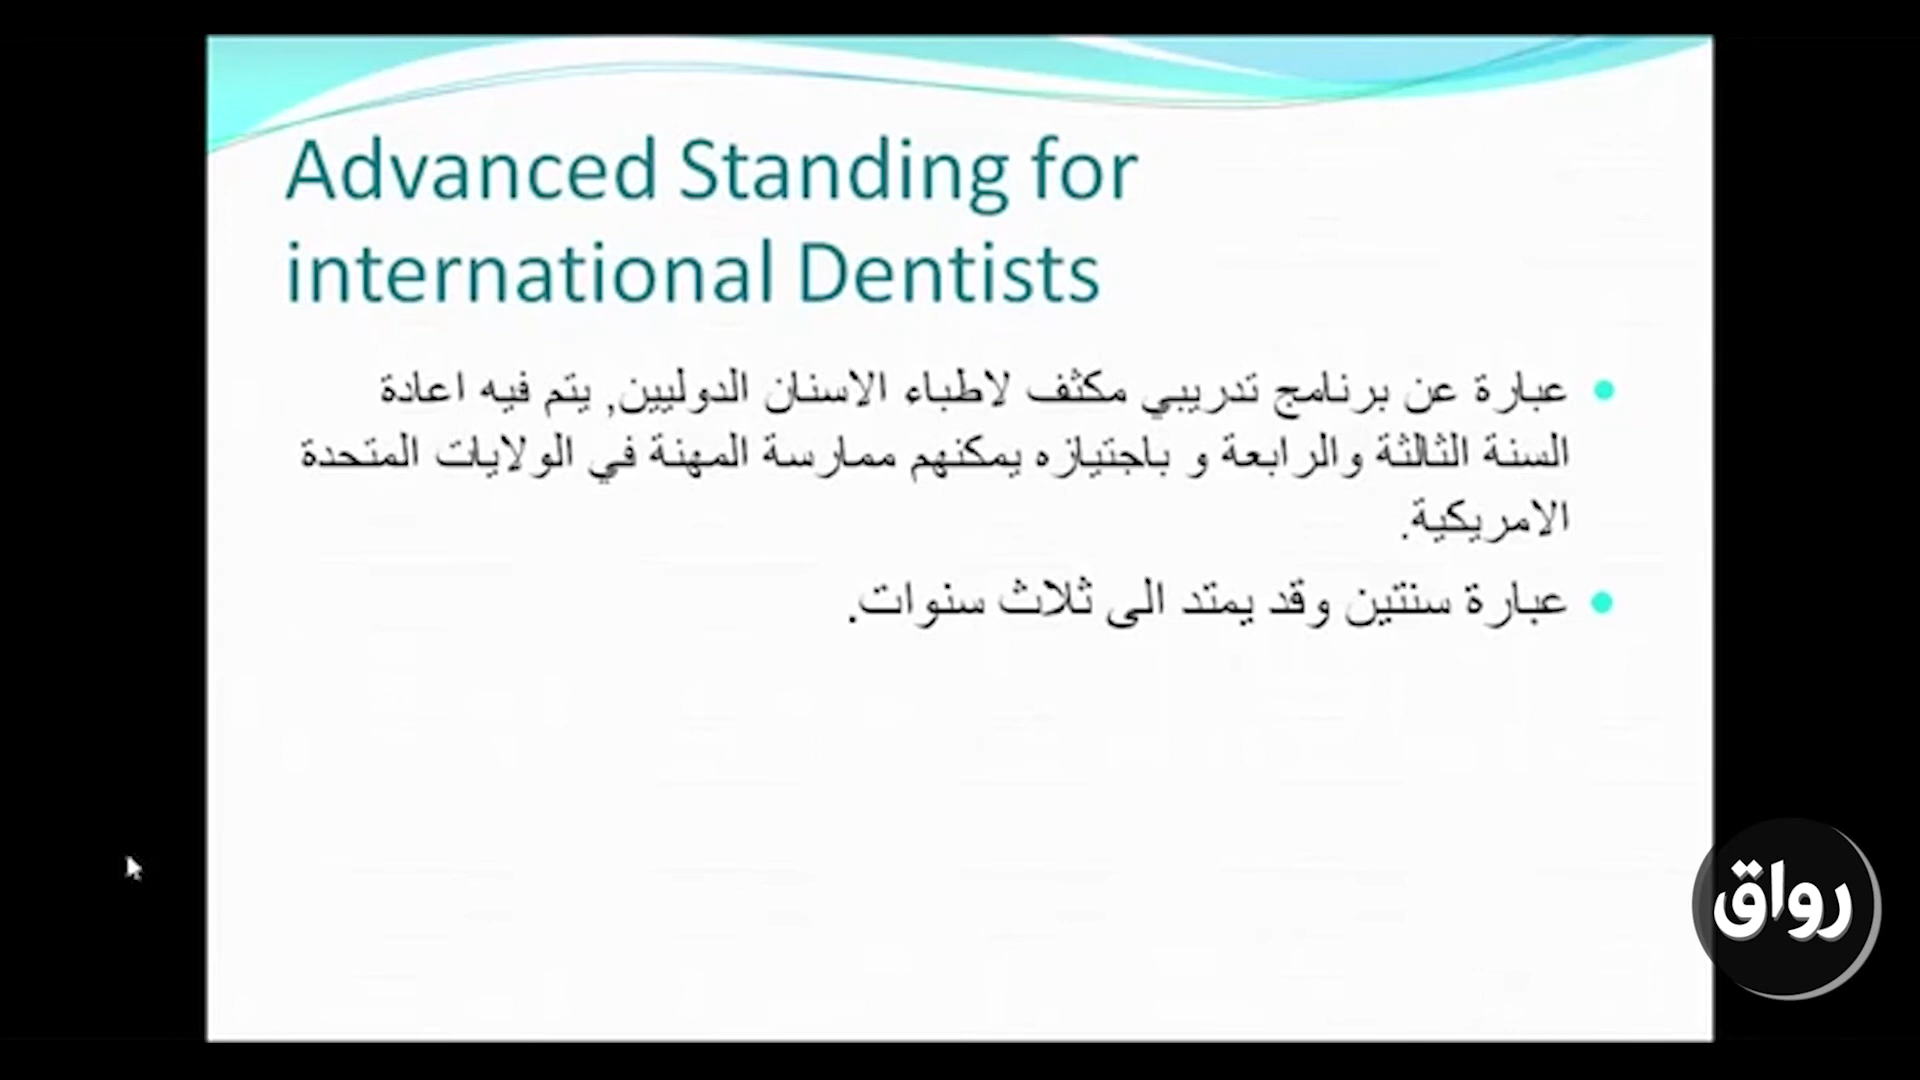 Advanced Standing for
international Dentists
عبارة عن برنامج تدريبي مكثف لاطباء الاسنان الدوليين, يتم فيه اعادة
السنة الثالثة والرابعة و باجتيازه يمكنهم ممارسة المهنة في الولايات المتحدة
الامريكية.
عبارة سنتين وقد يمتد الى ثلاث سنوات.
رواق